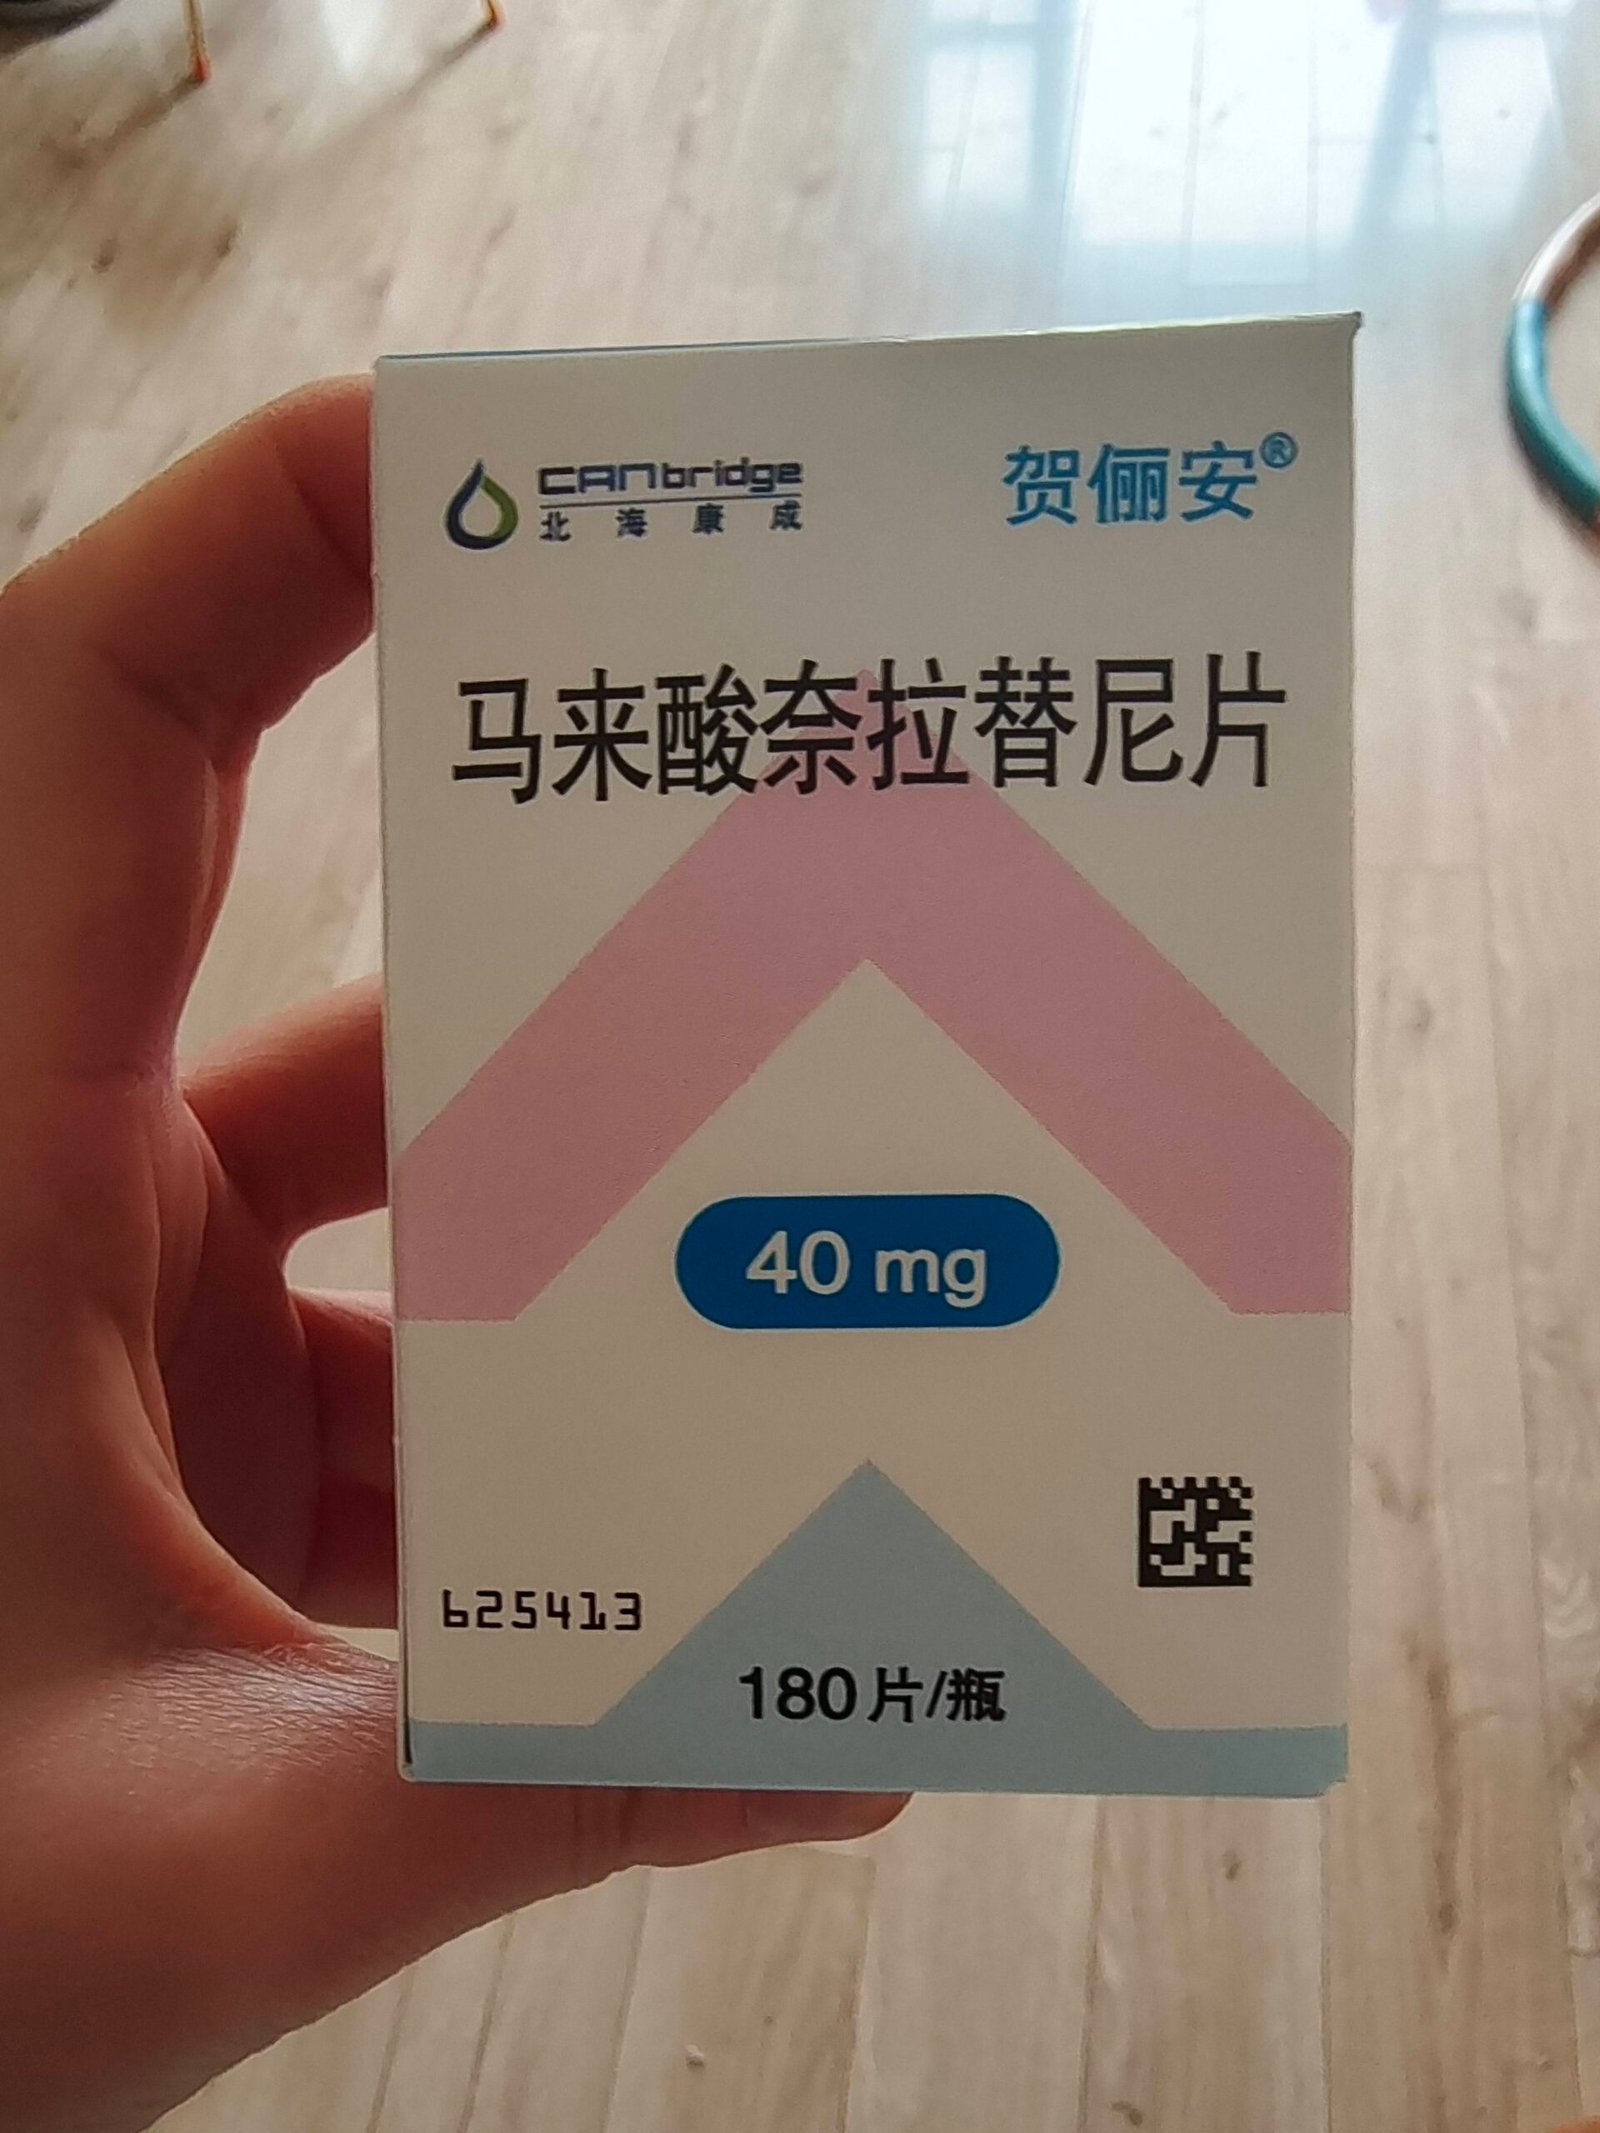 CANbridge
北海康成
贺俪安®
马来酸奈拉替尼片
40 mg
625413
180片/瓶